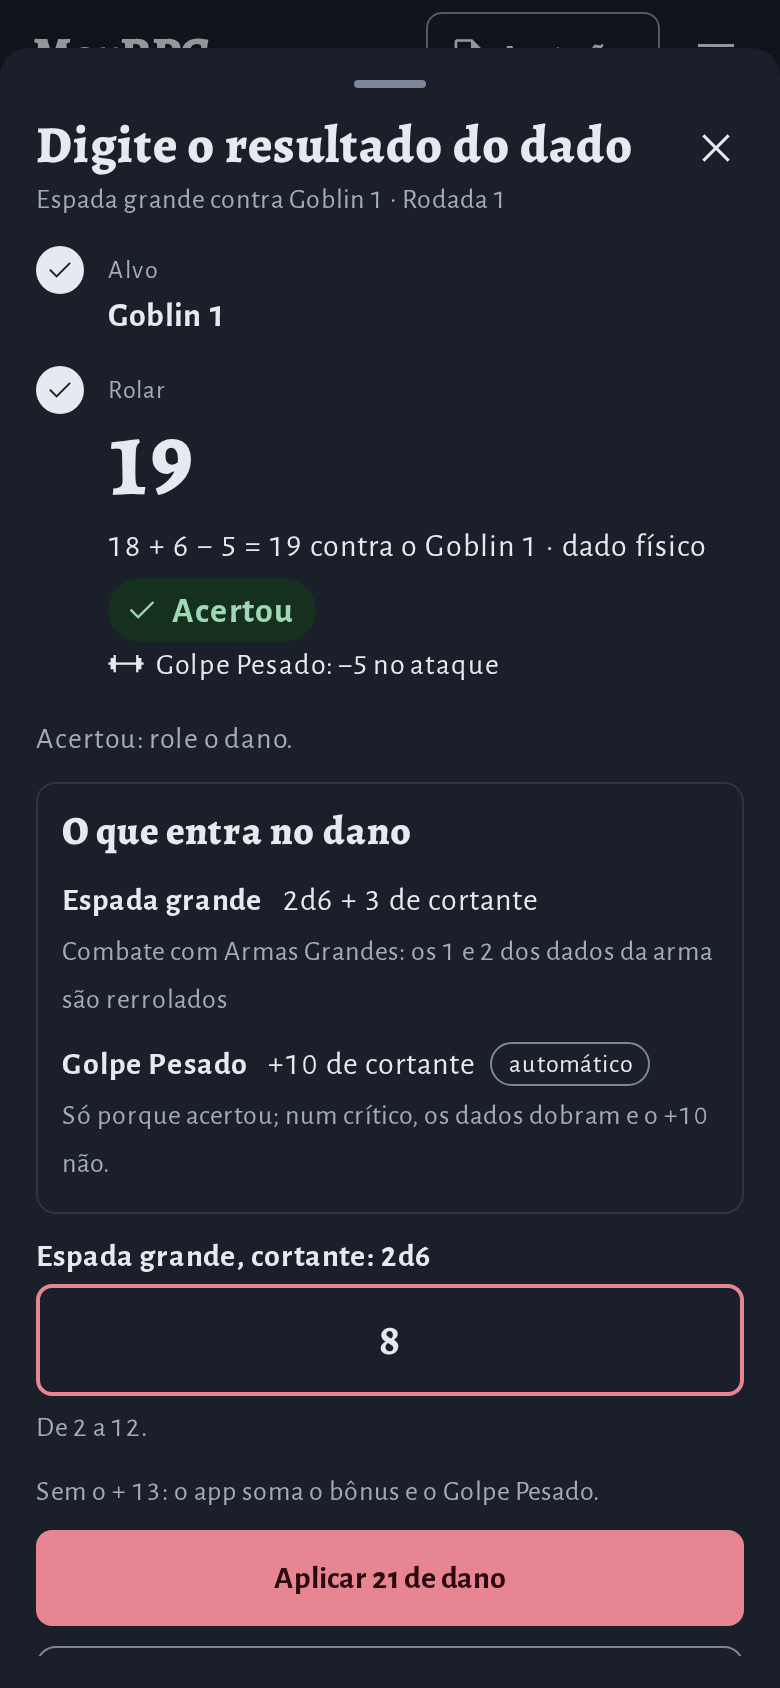 Digite o resultado do dado
Espada grande contra Goblin 1 · Rodada 1
Alvo
Goblin 1
Rolar
19
18 + 6 − 5 = 19 contra o Goblin 1 · dado físico
Acertou
Golpe Pesado: −5 no ataque
Acertou: role o dano.
O que entra no dano
Espada grande 2d6 + 3 de cortante
Combate com Armas Grandes: os 1 e 2 dos dados da arma
são rerrolados
Golpe Pesado +10 de cortante automático
Só porque acertou; num crítico, os dados dobram e o +10
não.
Espada grande, cortante: 2d6
8
De 2 a 12.
Sem o + 13: o app soma o bônus e o Golpe Pesado.
Aplicar 21 de dano